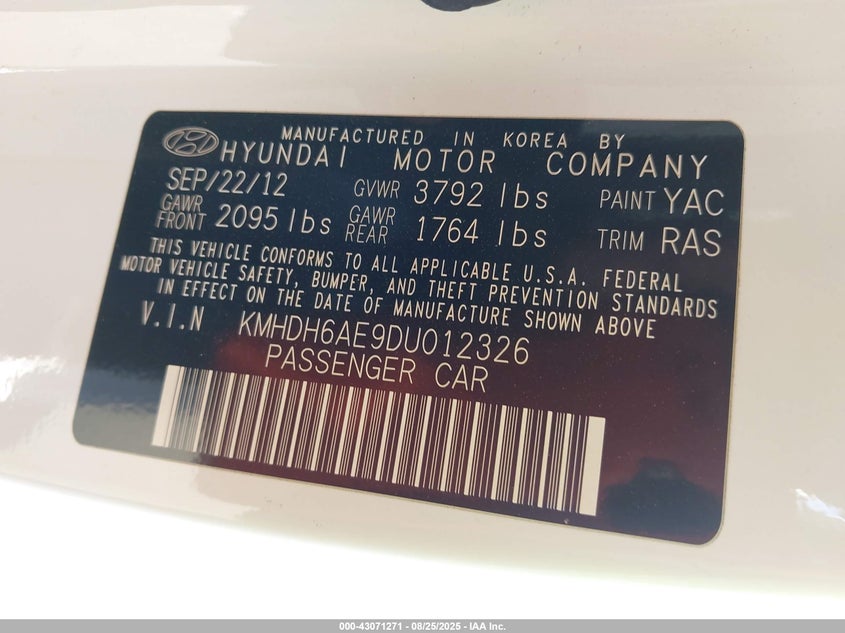 MANUFACTURED IN KOREA BY
HYUNDAI MOTOR COMPANY
SEP/22/12 GVWR 3792 lbs PAINT YAC
GAWR FRONT 2095 lbs GAWR REAR 1764 lbs TRIM RAS
THIS VEHICLE CONFORMS TO ALL APPLICABLE U.S.A. FEDERAL
MOTOR VEHICLE SAFETY, BUMPER, AND THEFT PREVENTION STANDARDS
IN EFFECT ON THE DATE OF MANUFACTURE SHOWN ABOVE
V.I.N KMHDH6AE9DU012326
PASSENGER CAR
000-43071271 - 08/25/2025 - IAA Inc.